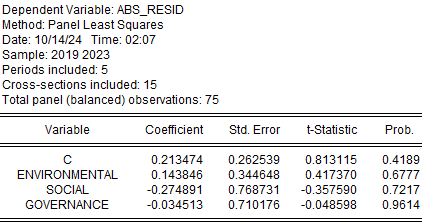 Dependent Variable: ABS_RESID
Method: Panel Least Squares
Date: 10/14/24 Time: 02:07
Sample: 2019 2023
Periods included: 5
Cross-sections included: 15
Total panel (balanced) observations: 75
Variable Coefficient Std. Error t-Statistic Prob.
C 0.213474 0.262539 0.813115 0.4189
ENVIRONMENTAL 0.143846 0.344648 0.417370 0.6777
SOCIAL -0.274891 0.768731 -0.357590 0.7217
GOVERNANCE -0.034513 0.710176 -0.048598 0.9614